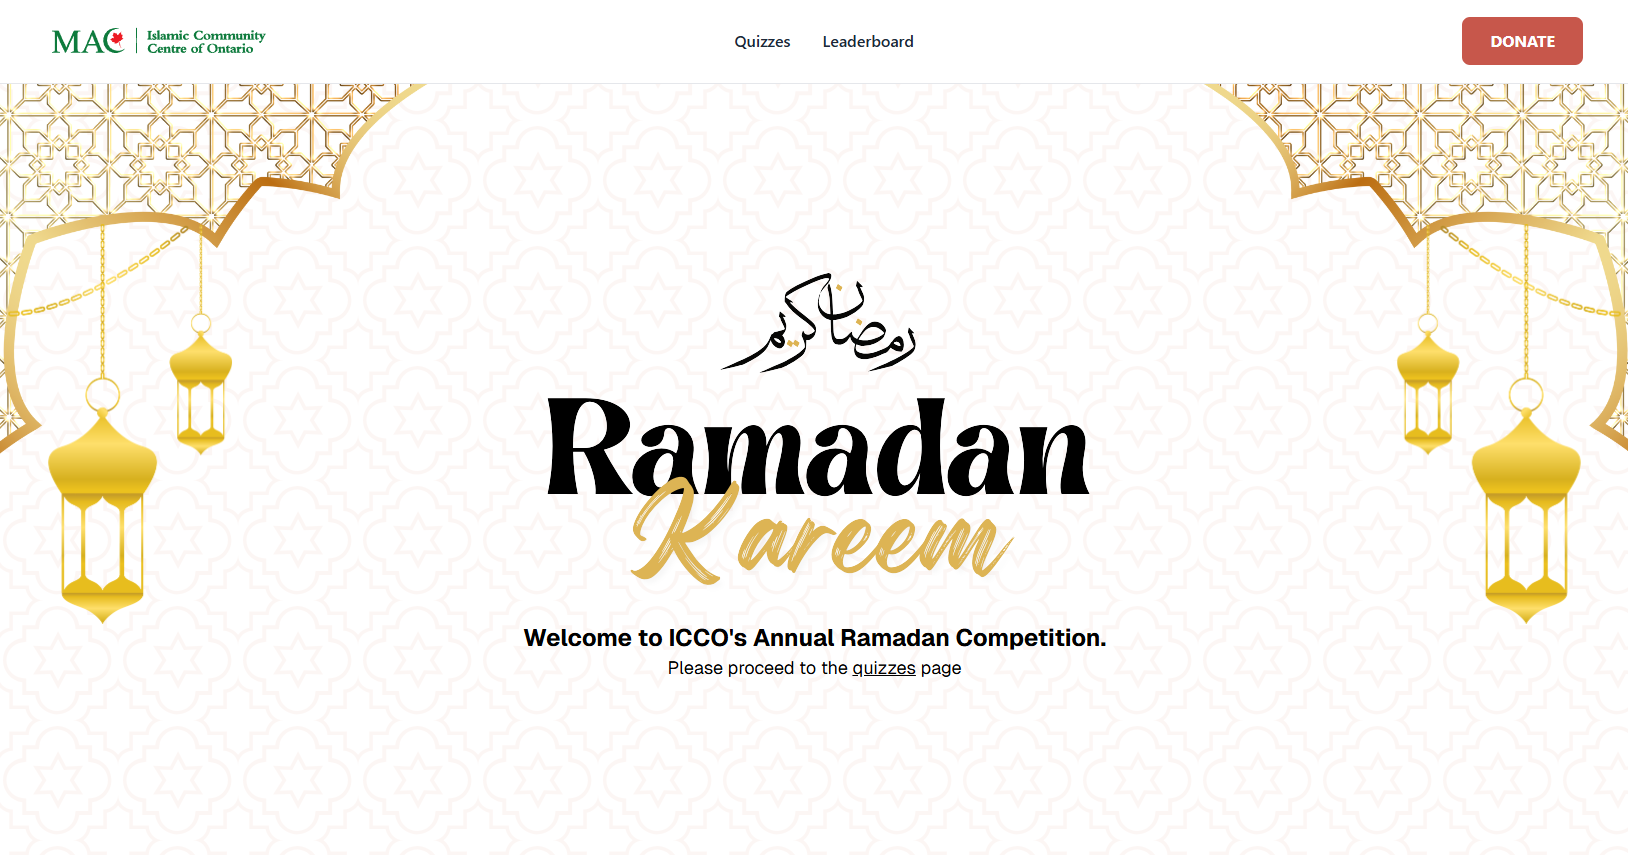 MAC
Islamic Community
Centre of Ontario
Quizzes
Leaderboard
DONATE
رمضان كريم
Ramadan
Kareem
Welcome to ICCO's Annual Ramadan Competition.
Please proceed to the quizzes page